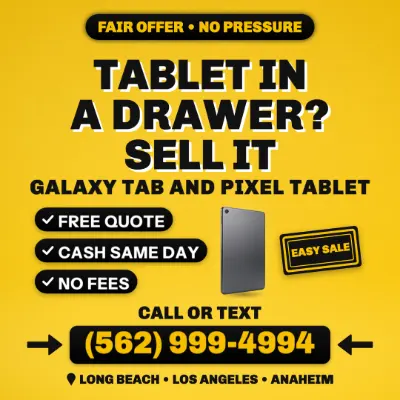 FAIR OFFER • NO PRESSURE
TABLET IN
A DRAWER?
SELL IT
GALAXY TAB AND PIXEL TABLET
✓ FREE QUOTE
✓ CASH SAME DAY
✓ NO FEES
EASY SALE
CALL OR TEXT
(562) 999-4994
LONG BEACH • LOS ANGELES • ANAHEIM